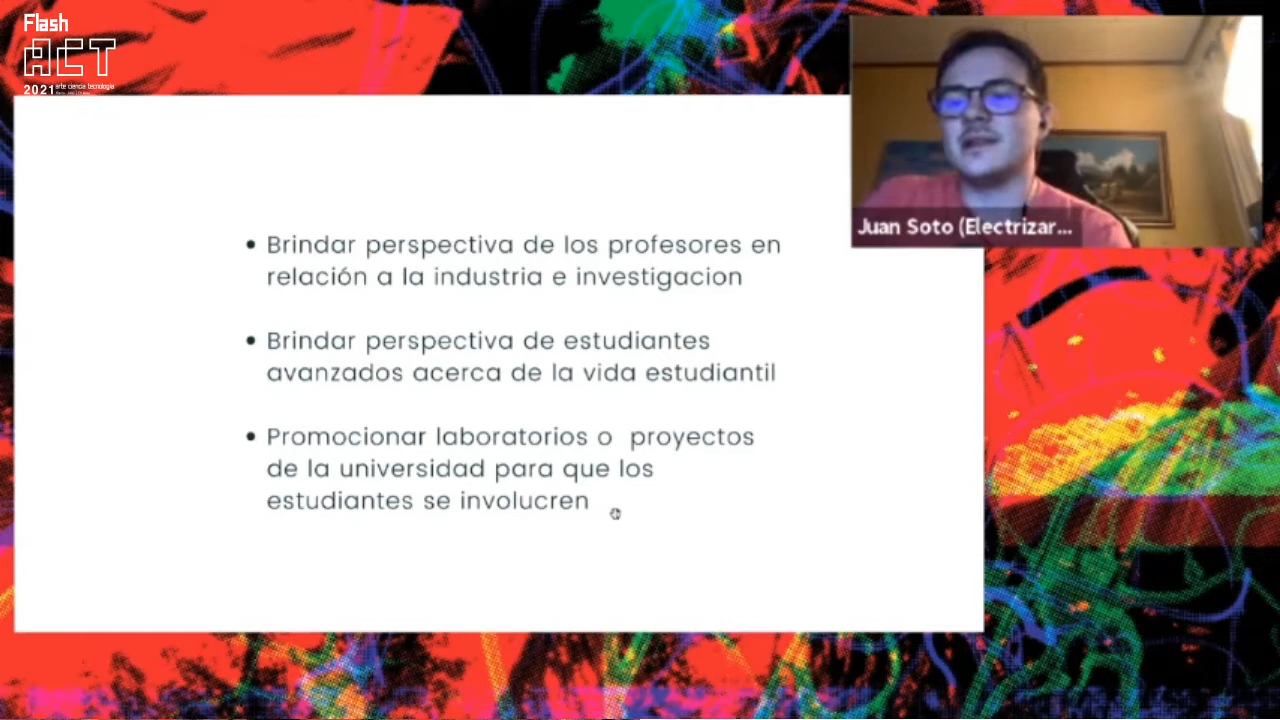 Flash
ACT
2021 arte ciencia tecnología
Juan Soto (Electrizar...
• Brindar perspectiva de los profesores en
relación a la industria e investigacion
• Brindar perspectiva de estudiantes
avanzados acerca de la vida estudiantil
• Promocionar laboratorios o proyectos
de la universidad para que los
estudiantes se involucren